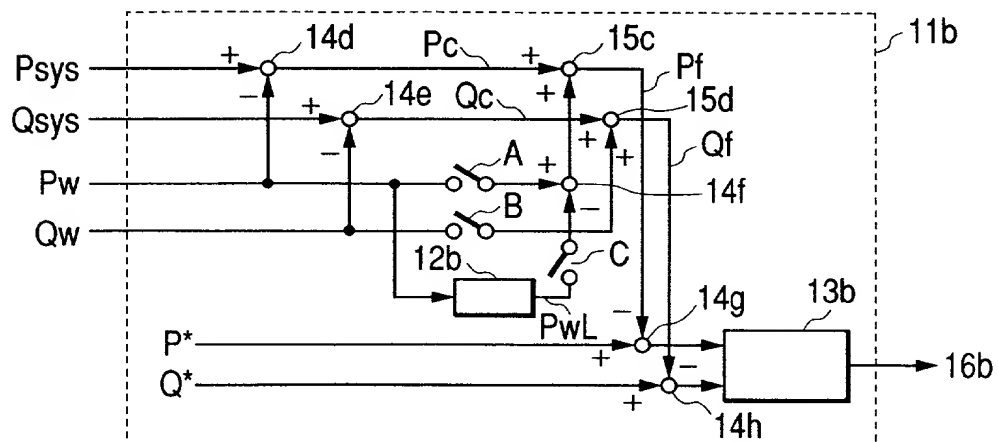 11b
14d
Pc
15c
+
+
Psys
−
+
Pf
+
14e
Qc
15d
Qsys
−
+
+
Qf
A
+
Pw
14f
B
−
Qw
12b
C
PwL
−
14g
13b
P*
+
−
16b
Q*
+
14h